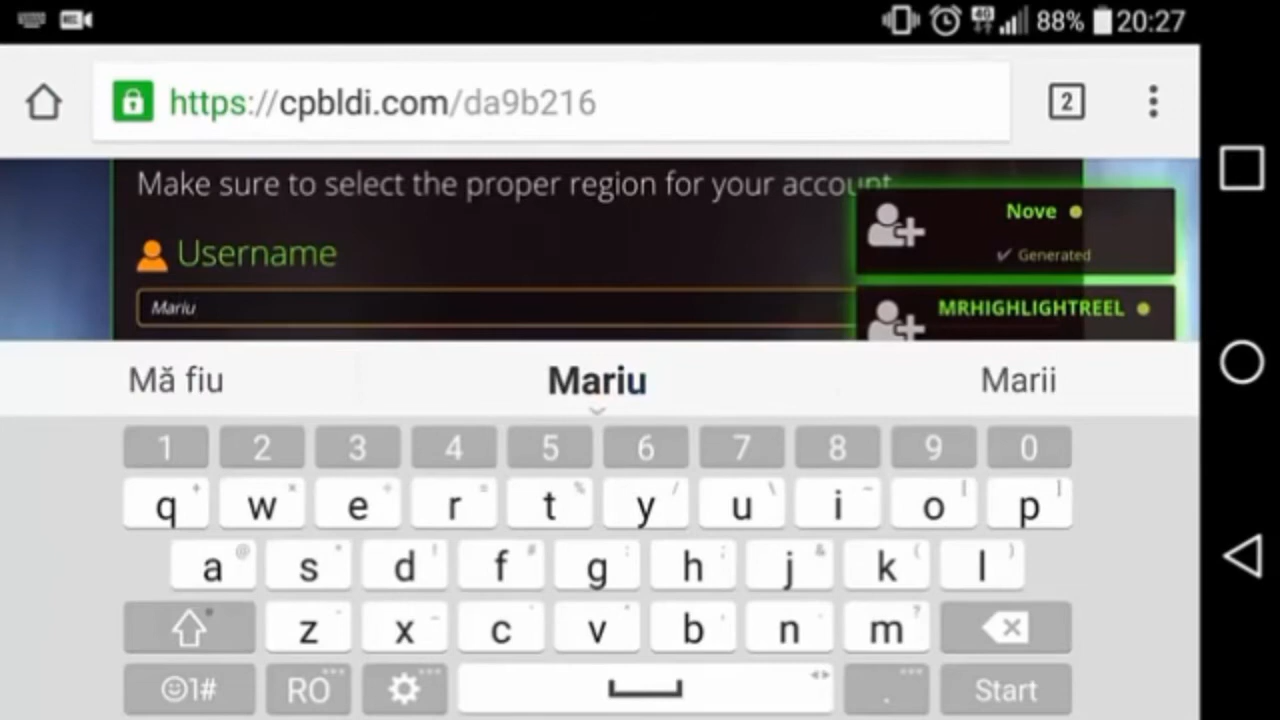 88% 20:27
https://cpbldi.com/da9b216
2
Make sure to select the proper region for your account
Nove
✔ Generated
Username
Mariu
MRHIGHLIGHTREEL
Mă fiu Mariu Marii
1 2 3 4 5 6 7 8 9 0
q w e r t y u i o p
a s d f g h j k l
z x c v b n m
1# RO . Start